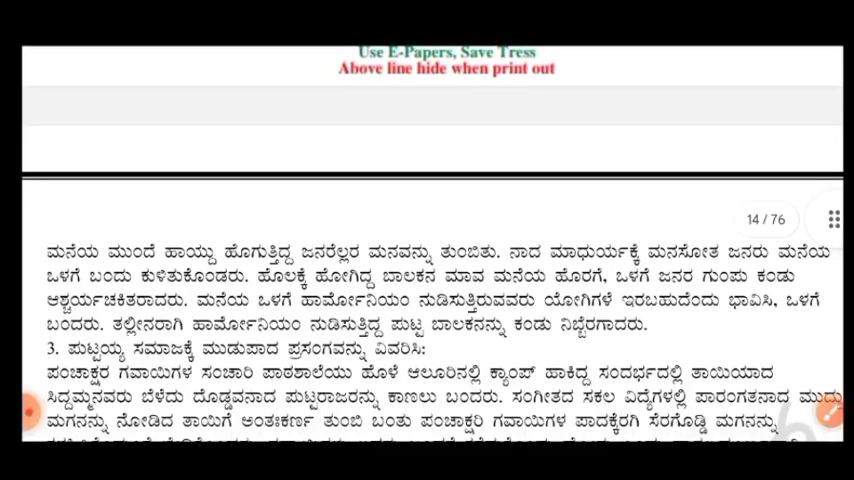 Use E-Papers, Save Tress
Above line hide when print out
14 / 76
ಮನೆಯ ಮುಂದೆ ಹಾಯ್ದು ಹೊಗುತ್ತಿದ್ದ ಜನರೆಲ್ಲರ ಮನವನ್ನು ತುಂಬಿತು. ನಾದ ಮಾಧುರ್ಯಕ್ಕೆ ಮನಸೋತ ಜನರು ಮನೆಯ
ಒಳಗೆ ಬಂದು ಕುಳಿತುಕೊಂಡರು. ಹೊಲಕ್ಕೆ ಹೋಗಿದ್ದ ಬಾಲಕನ ಮಾವ ಮನೆಯ ಹೊರಗೆ, ಒಳಗೆ ಜನರ ಗುಂಪು ಕಂಡು
ಆಶ್ಚರ್ಯಚಕಿತರಾದರು. ಮನೆಯ ಒಳಗೆ ಹಾರ್ಮೋನಿಯಂ ನುಡಿಸುತ್ತಿರುವವರು ಯೋಗಿಗಳೆ ಇರಬಹುದೆಂದು ಭಾವಿಸಿ, ಒಳಗೆ
ಬಂದರು. ತಲ್ಲೀನರಾಗಿ ಹಾರ್ಮೋನಿಯಂ ನುಡಿಸುತ್ತಿದ್ದ ಪುಟ್ಟ ಬಾಲಕನನ್ನು ಕಂಡು ನಿಬ್ಬೆರಗಾದರು.
3. ಪುಟ್ಟಯ್ಯ ಸಮಾಜಕ್ಕೆ ಮುಡುಪಾದ ಪ್ರಸಂಗವನ್ನು ವಿವರಿಸಿ:
ಪಂಚಾಕ್ಷರ ಗವಾಯಿಗಳ ಸಂಚಾರಿ ಪಾಠಶಾಲೆಯು ಹೊಳೆ ಆಲೂರಿನಲ್ಲಿ ಕ್ಯಾಂಪ್ ಹಾಕಿದ್ದ ಸಂದರ್ಭದಲ್ಲಿ ತಾಯಿಯಾದ
ಸಿದ್ದಮ್ಮನವರು ಬೆಳೆದು ದೊಡ್ಡವನಾದ ಪುಟ್ಟರಾಜರನ್ನು ಕಾಣಲು ಬಂದರು. ಸಂಗೀತದ ಸಕಲ ವಿದ್ಯೆಗಳಲ್ಲಿ ಪಾರಂಗತನಾದ ಮುದ್ದು
ಮಗನನ್ನು ನೋಡಿದ ತಾಯಿಗೆ ಅಂತಃಕರ್ಣ ತುಂಬಿ ಬಂತು ಪಂಚಾಕ್ಷರಿ ಗವಾಯಿಗಳ ಪಾದಕ್ಕೆರಗಿ ಸೆರಗೊಡ್ಡಿ ಮಗನನ್ನು